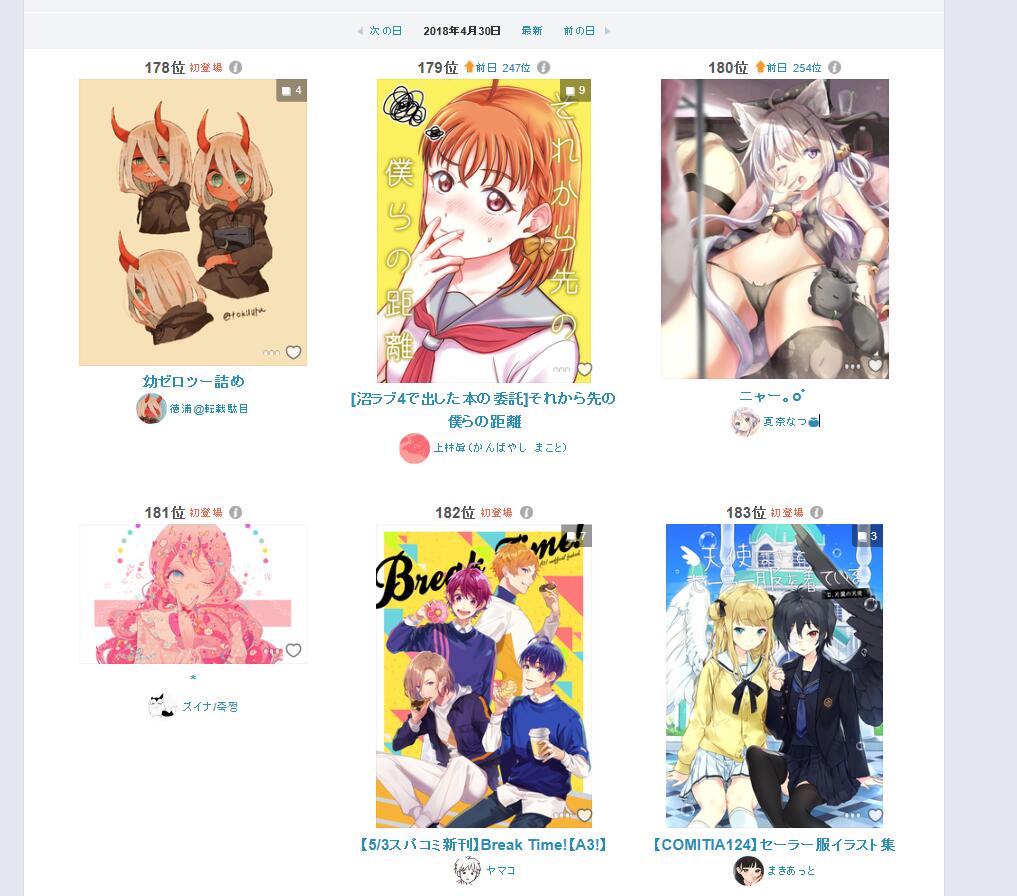 次の日 2018年4月30日 最新 前の日
178位 初登場
4
@tokuura
幼ゼロツー詰め
徳浦@転載駄目
179位 前日 247位
9
それから先の
僕らの距離
[沼ラブ4で出した本の委託]それから先の
僕らの距離
上林眞(かんばやし まこと)
180位 前日 254位
ニャー。oﾟ
夏奈なつ
181位 初登場
*
ズイナ/죽쩡
182位 初登場
7
Break Time!
【5/3スパコミ新刊】Break Time!【A3!】
ヤマコ
183位 初登場
3
天使
セーラー服を着ている
【COMITIA124】セーラー服イラスト集
まきあっと